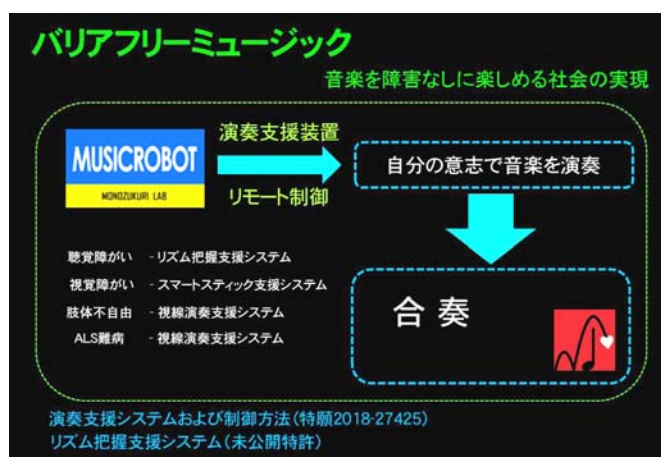 バリアフリーミュージック
音楽を障害なしに楽しめる社会の実現
MUSICROBOT
MONOZUKURI LAB
演奏支援装置
リモート制御
自分の意志で音楽を演奏
聴覚障がい -リズム把握支援システム
視覚障がい -スマートスティック支援システム
肢体不自由 -視線演奏支援システム
ALS難病 -視線演奏支援システム
合奏
演奏支援システムおよび制御方法(特願2018-27425)
リズム把握支援システム(未公開特許)